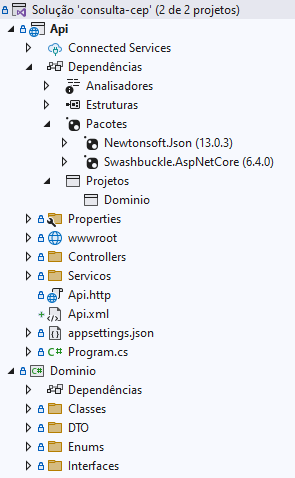 Solução 'consulta-cep' (2 de 2 projetos)
Api
Connected Services
Dependências
Analisadores
Estruturas
Pacotes
Newtonsoft.Json (13.0.3)
Swashbuckle.AspNetCore (6.4.0)
Projetos
Dominio
Properties
wwwroot
Controllers
Servicos
Api.http
Api.xml
appsettings.json
C# Program.cs
C# Dominio
Dependências
Classes
DTO
Enums
Interfaces